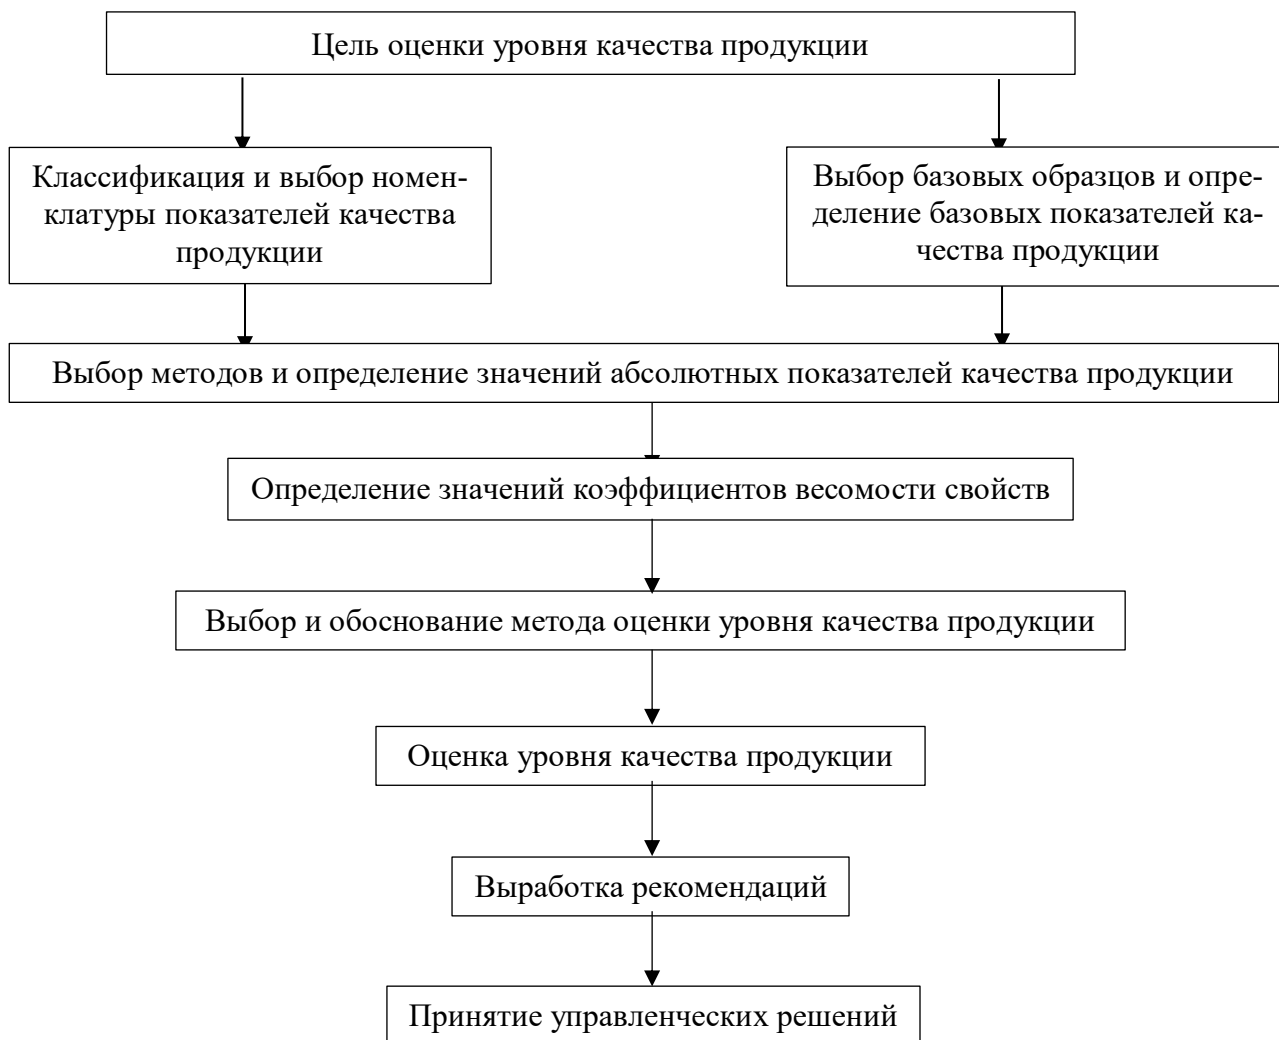 Цель оценки уровня качества продукции
Классификация и выбор номен-
клатуры показателей качества
продукции
Выбор базовых образцов и опре-
деление базовых показателей ка-
чества продукции
Выбор методов и определение значений абсолютных показателей качества продукции
Определение значений коэффициентов весомости свойств
Выбор и обоснование метода оценки уровня качества продукции
Оценка уровня качества продукции
Выработка рекомендаций
Принятие управленческих решений